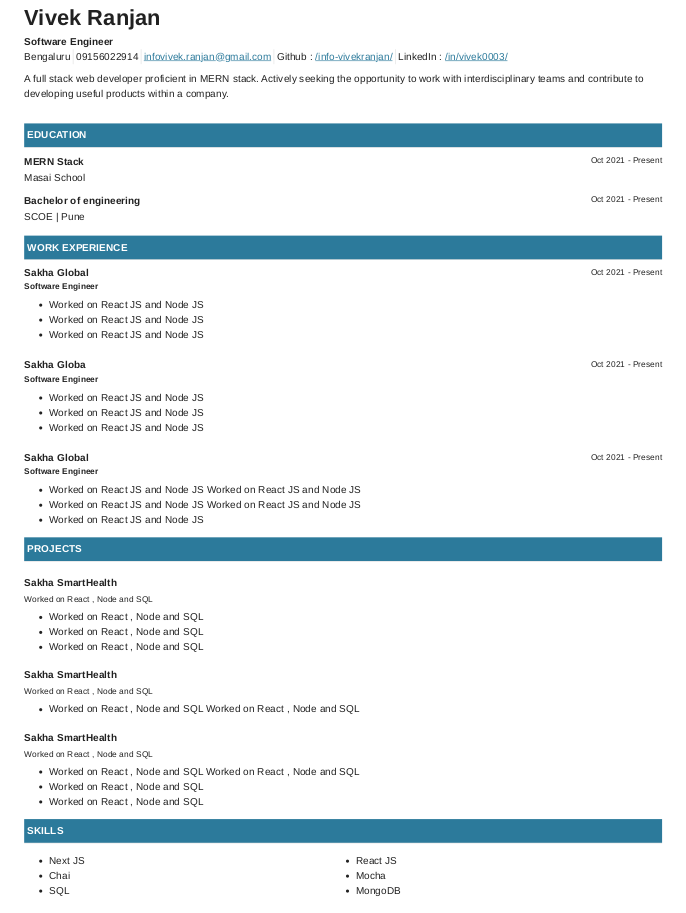 Vivek Ranjan
Software Engineer
Bengaluru 09156022914 infovivek.ranjan@gmail.com Github : /info-vivekranjan/ LinkedIn : /in/vivek0003/
A full stack web developer proficient in MERN stack. Actively seeking the opportunity to work with interdisciplinary teams and contribute to
developing useful products within a company.
EDUCATION
MERN Stack Oct 2021 - Present
Masai School
Bachelor of engineering Oct 2021 - Present
SCOE | Pune
WORK EXPERIENCE
Sakha Global Oct 2021 - Present
Software Engineer
• Worked on React JS and Node JS
• Worked on React JS and Node JS
• Worked on React JS and Node JS
Sakha Globa Oct 2021 - Present
Software Engineer
• Worked on React JS and Node JS
• Worked on React JS and Node JS
• Worked on React JS and Node JS
Sakha Global Oct 2021 - Present
Software Engineer
• Worked on React JS and Node JS Worked on React JS and Node JS
• Worked on React JS and Node JS Worked on React JS and Node JS
• Worked on React JS and Node JS
PROJECTS
Sakha SmartHealth
Worked on React , Node and SQL
• Worked on React , Node and SQL
• Worked on React , Node and SQL
• Worked on React , Node and SQL
Sakha SmartHealth
Worked on React , Node and SQL
• Worked on React , Node and SQL Worked on React , Node and SQL
Sakha SmartHealth
Worked on React , Node and SQL
• Worked on React , Node and SQL Worked on React , Node and SQL
• Worked on React , Node and SQL
• Worked on React , Node and SQL
SKILLS
• Next JS • React JS
• Chai • Mocha
• SQL • MongoDB